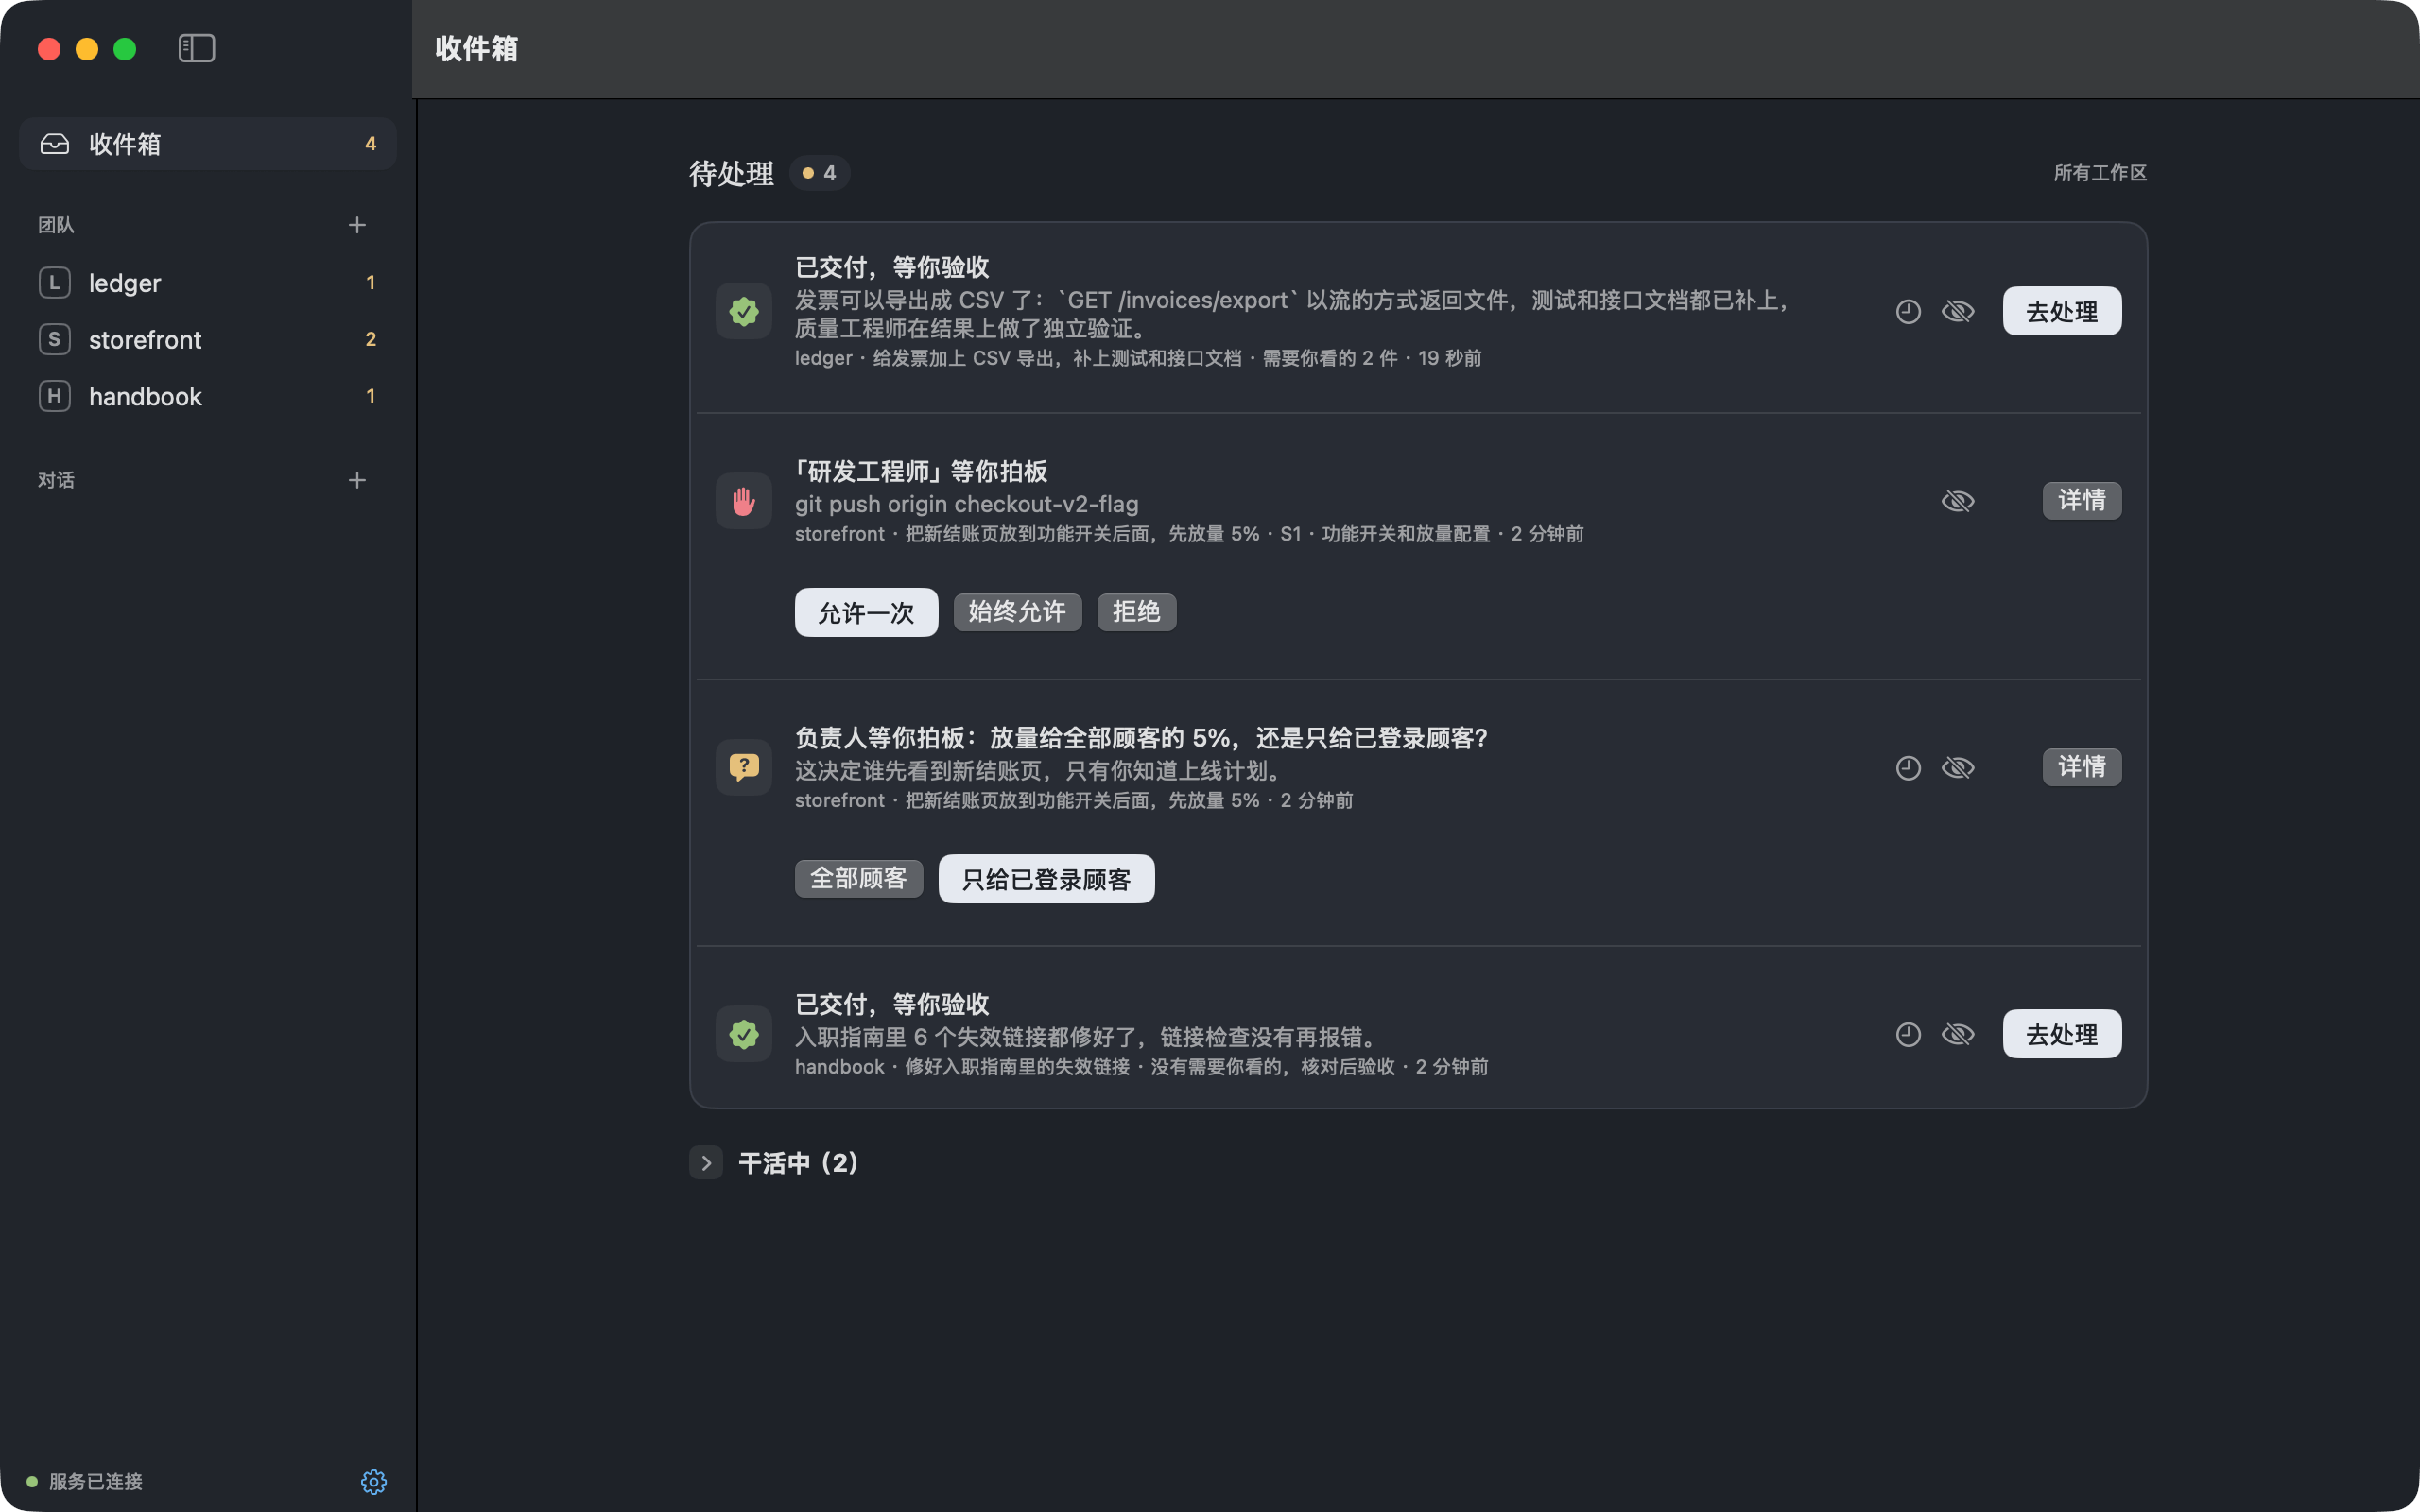 收件箱
收件箱 4
团队
L ledger 1
S storefront 2
H handbook 1
对话
服务已连接
待处理 4
所有工作区
已交付，等你验收
发票可以导出成 CSV 了：`GET /invoices/export` 以流的方式返回文件，测试和接口文档都已补上，
质量工程师在结果上做了独立验证。
ledger · 给发票加上 CSV 导出，补上测试和接口文档 · 需要你看的 2 件 · 19 秒前
去处理
「研发工程师」等你拍板
git push origin checkout-v2-flag
storefront · 把新结账页放到功能开关后面，先放量 5% · S1 · 功能开关和放量配置 · 2 分钟前
详情
允许一次 始终允许 拒绝
负责人等你拍板：放量给全部顾客的 5%，还是只给已登录顾客？
这决定谁先看到新结账页，只有你知道上线计划。
storefront · 把新结账页放到功能开关后面，先放量 5% · 2 分钟前
详情
全部顾客 只给已登录顾客
已交付，等你验收
入职指南里 6 个失效链接都修好了，链接检查没有再报错。
handbook · 修好入职指南里的失效链接 · 没有需要你看的，核对后验收 · 2 分钟前
去处理
干活中（2）